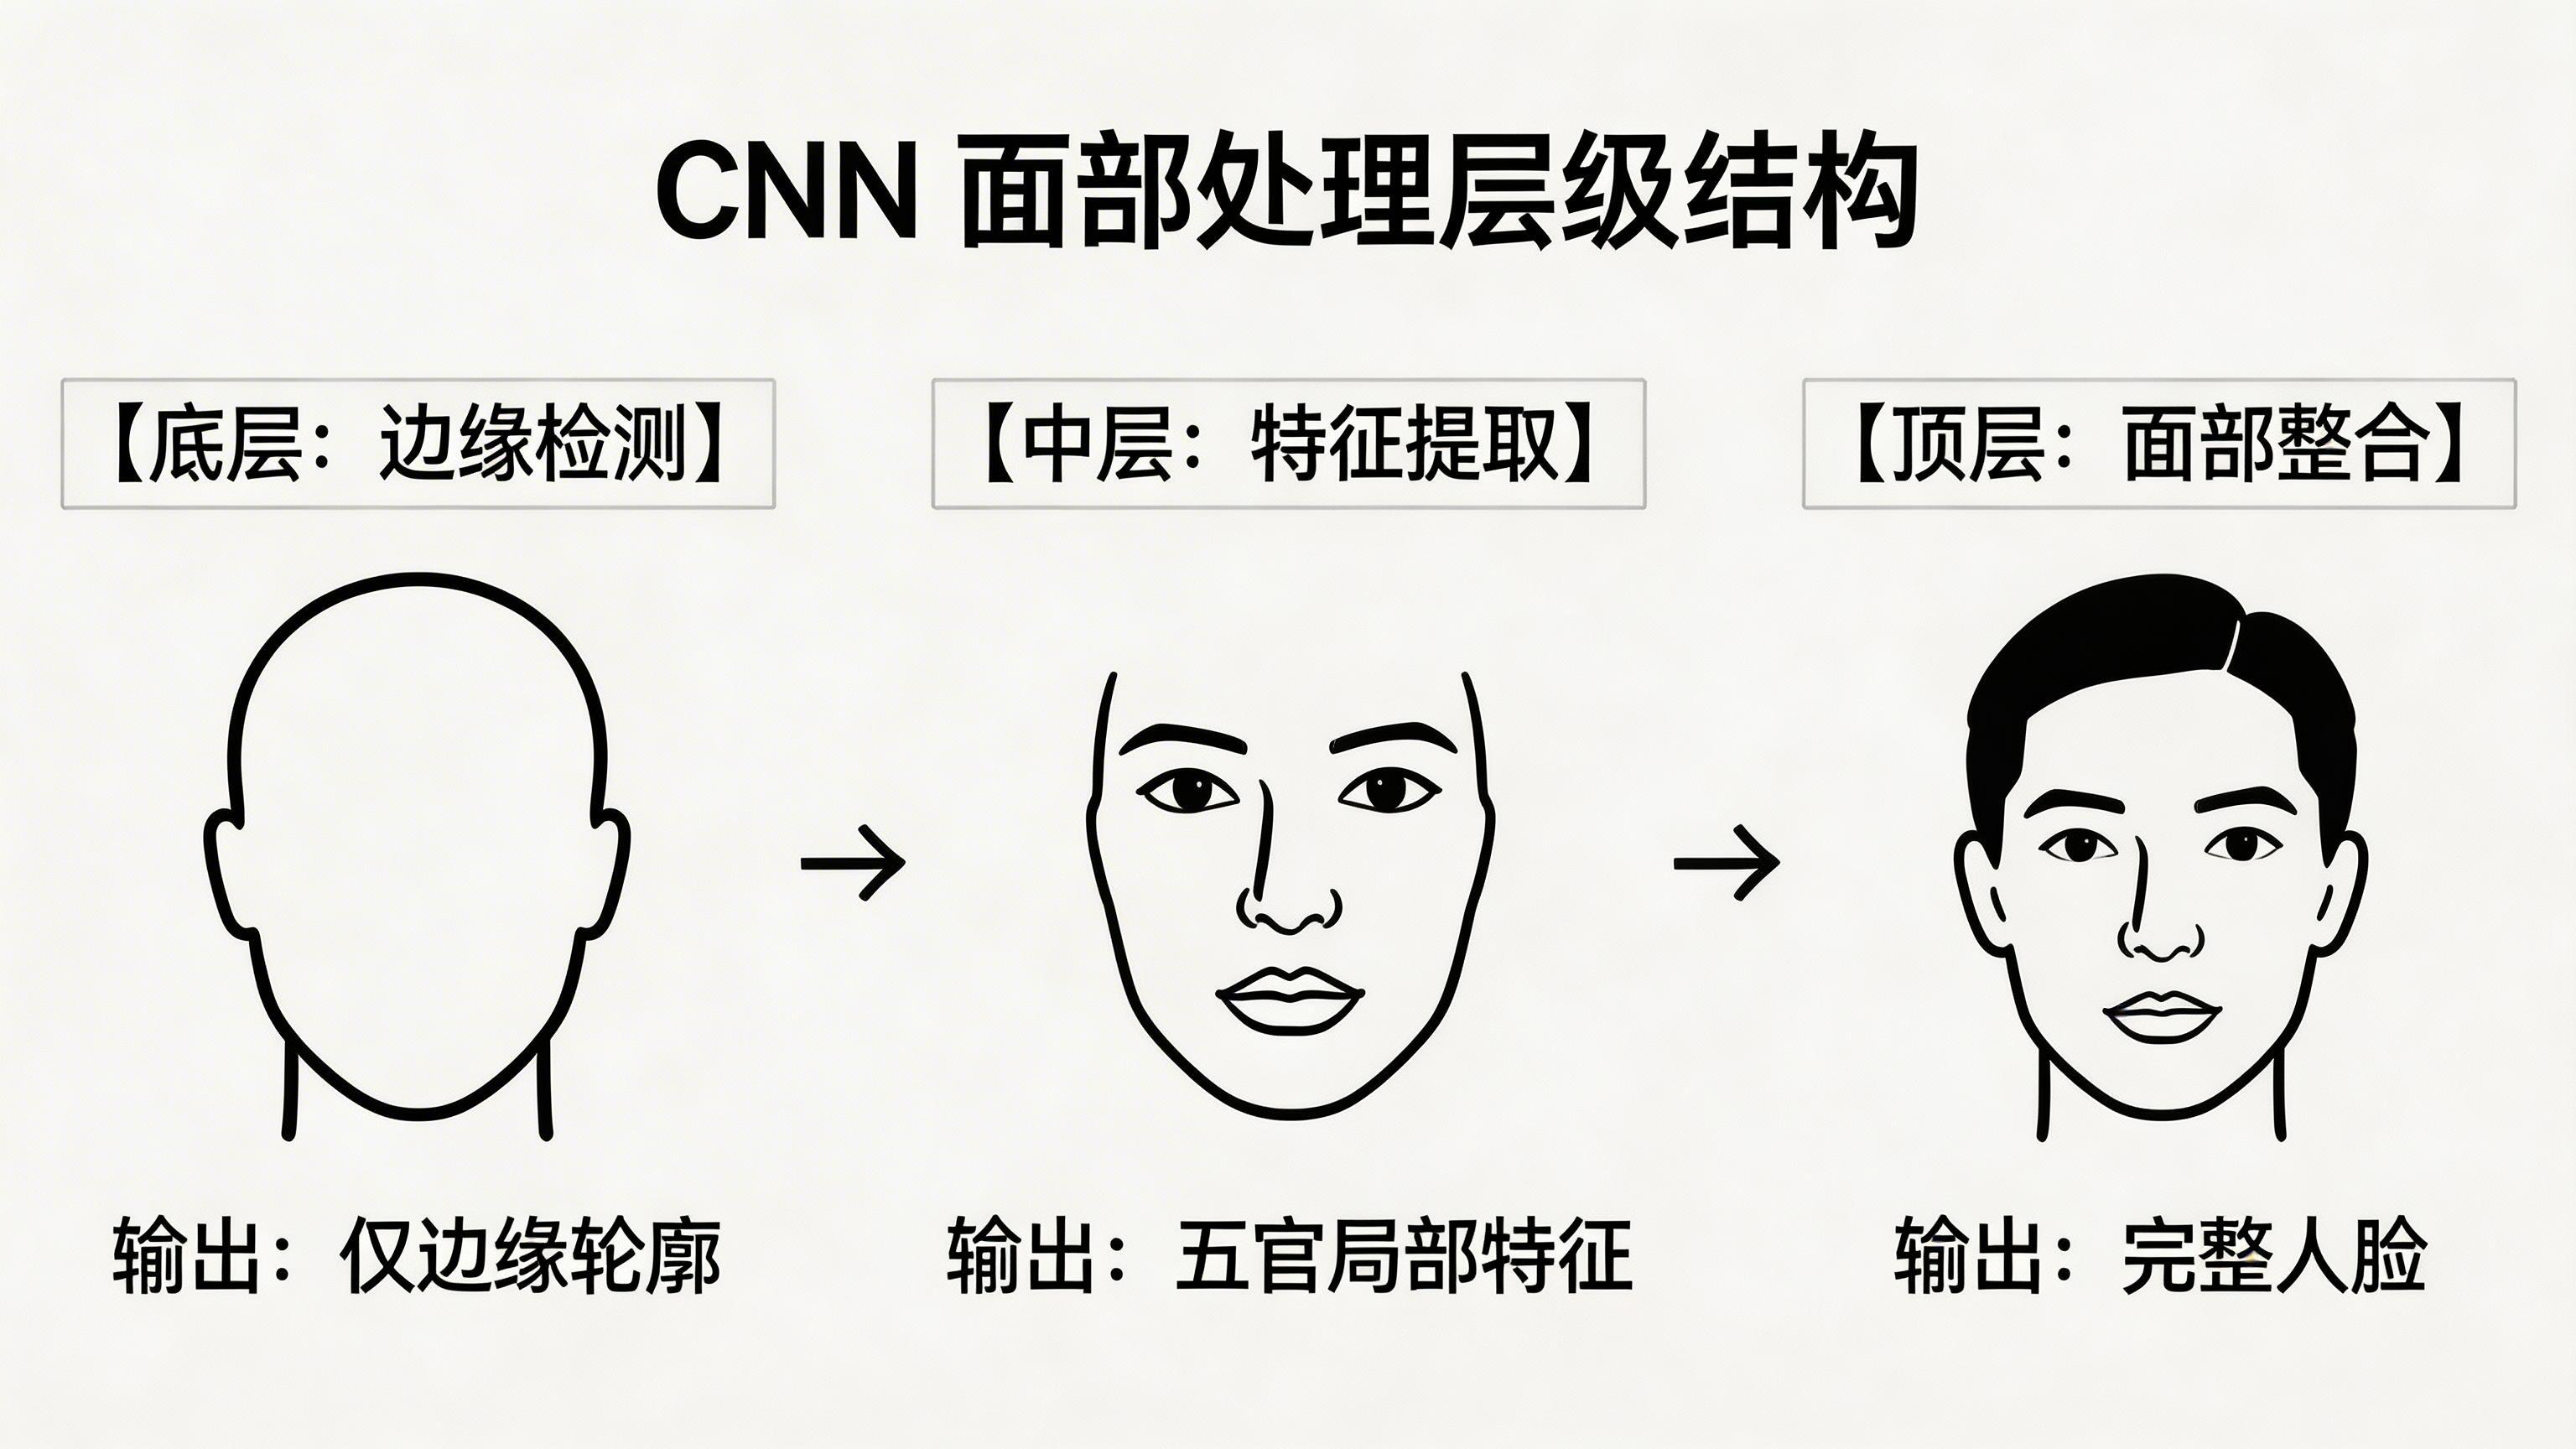 CNN 面部处理层级结构
【底层：边缘检测】
【中层：特征提取】
【顶层：面部整合】
输出：仅边缘轮廓
输出：五官局部特征
输出：完整人脸